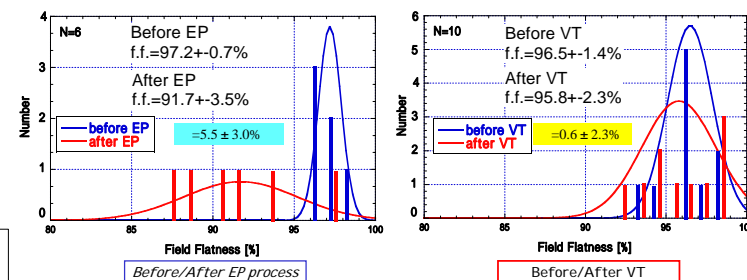 N=6
Before EP
f.f.=97.2+-0.7%
After EP
f.f.=91.7+-3.5%
before EP
after EP
=5.5 ± 3.0%
Number
4
3
2
1
0
80 85 90 95 100
Field Flatness [%]
Before/After EP process
N=10
Before VT
f.f.=96.5+-1.4%
After VT
f.f.=95.8+-2.3%
before VT
after VT
=0.6 ± 2.3%
Number
6
5
4
3
2
1
0
80 85 90 95 10
Field Flatness [%]
Before/After VT